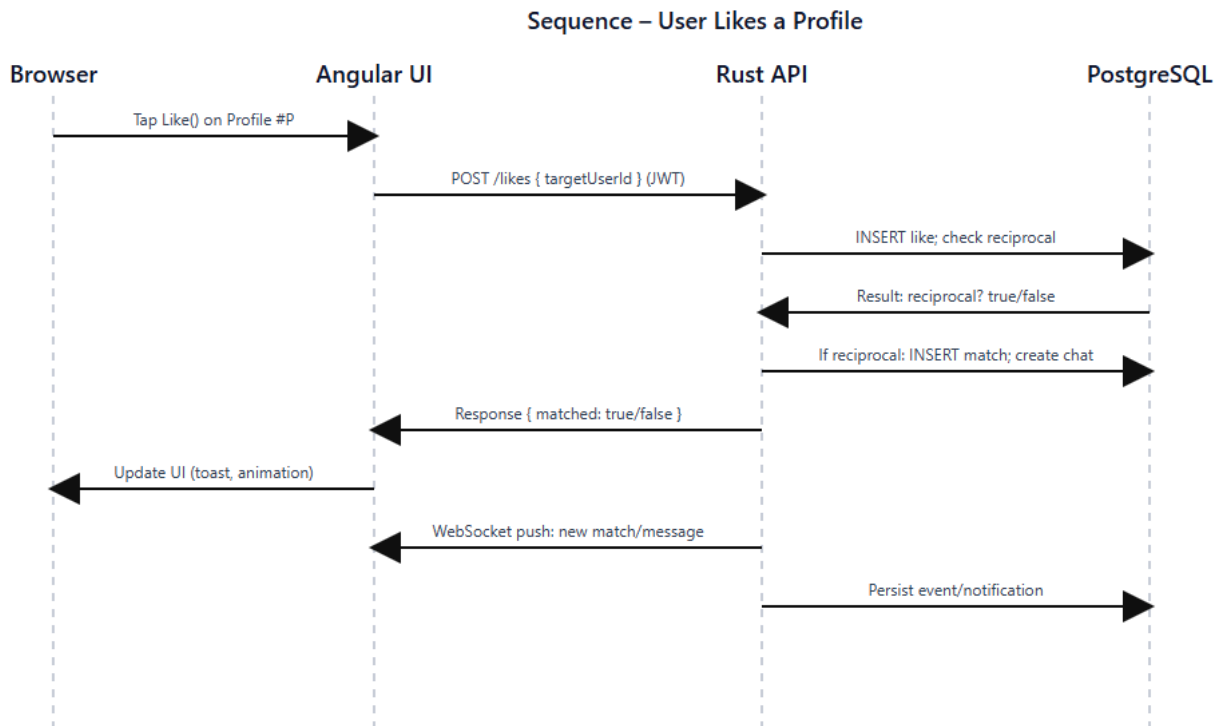 Sequence – User Likes a Profile
Browser
Angular UI
Rust API
PostgreSQL
Tap Like() on Profile #P
POST /likes { targetUserId } (JWT)
INSERT like; check reciprocal
Result: reciprocal? true/false
If reciprocal: INSERT match; create chat
Response { matched: true/false }
Update UI (toast, animation)
WebSocket push: new match/message
Persist event/notification